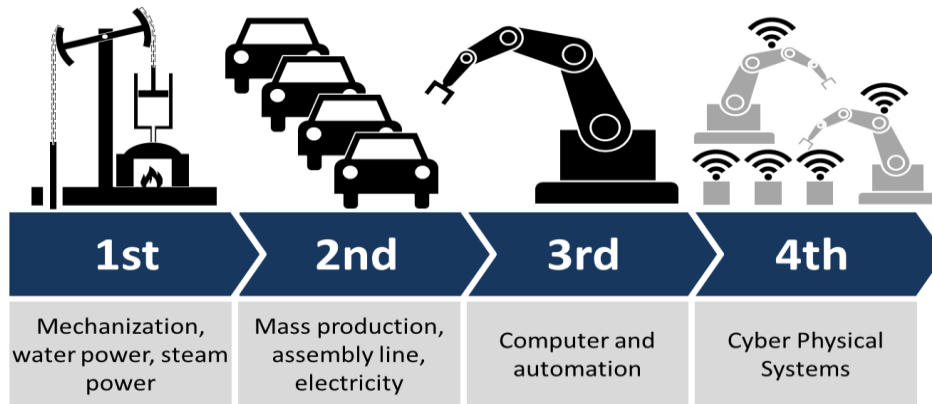 1st
2nd
3rd
4th
Mechanization,
water power, steam
power
Mass production,
assembly line,
electricity
Computer and
automation
Cyber Physical
Systems